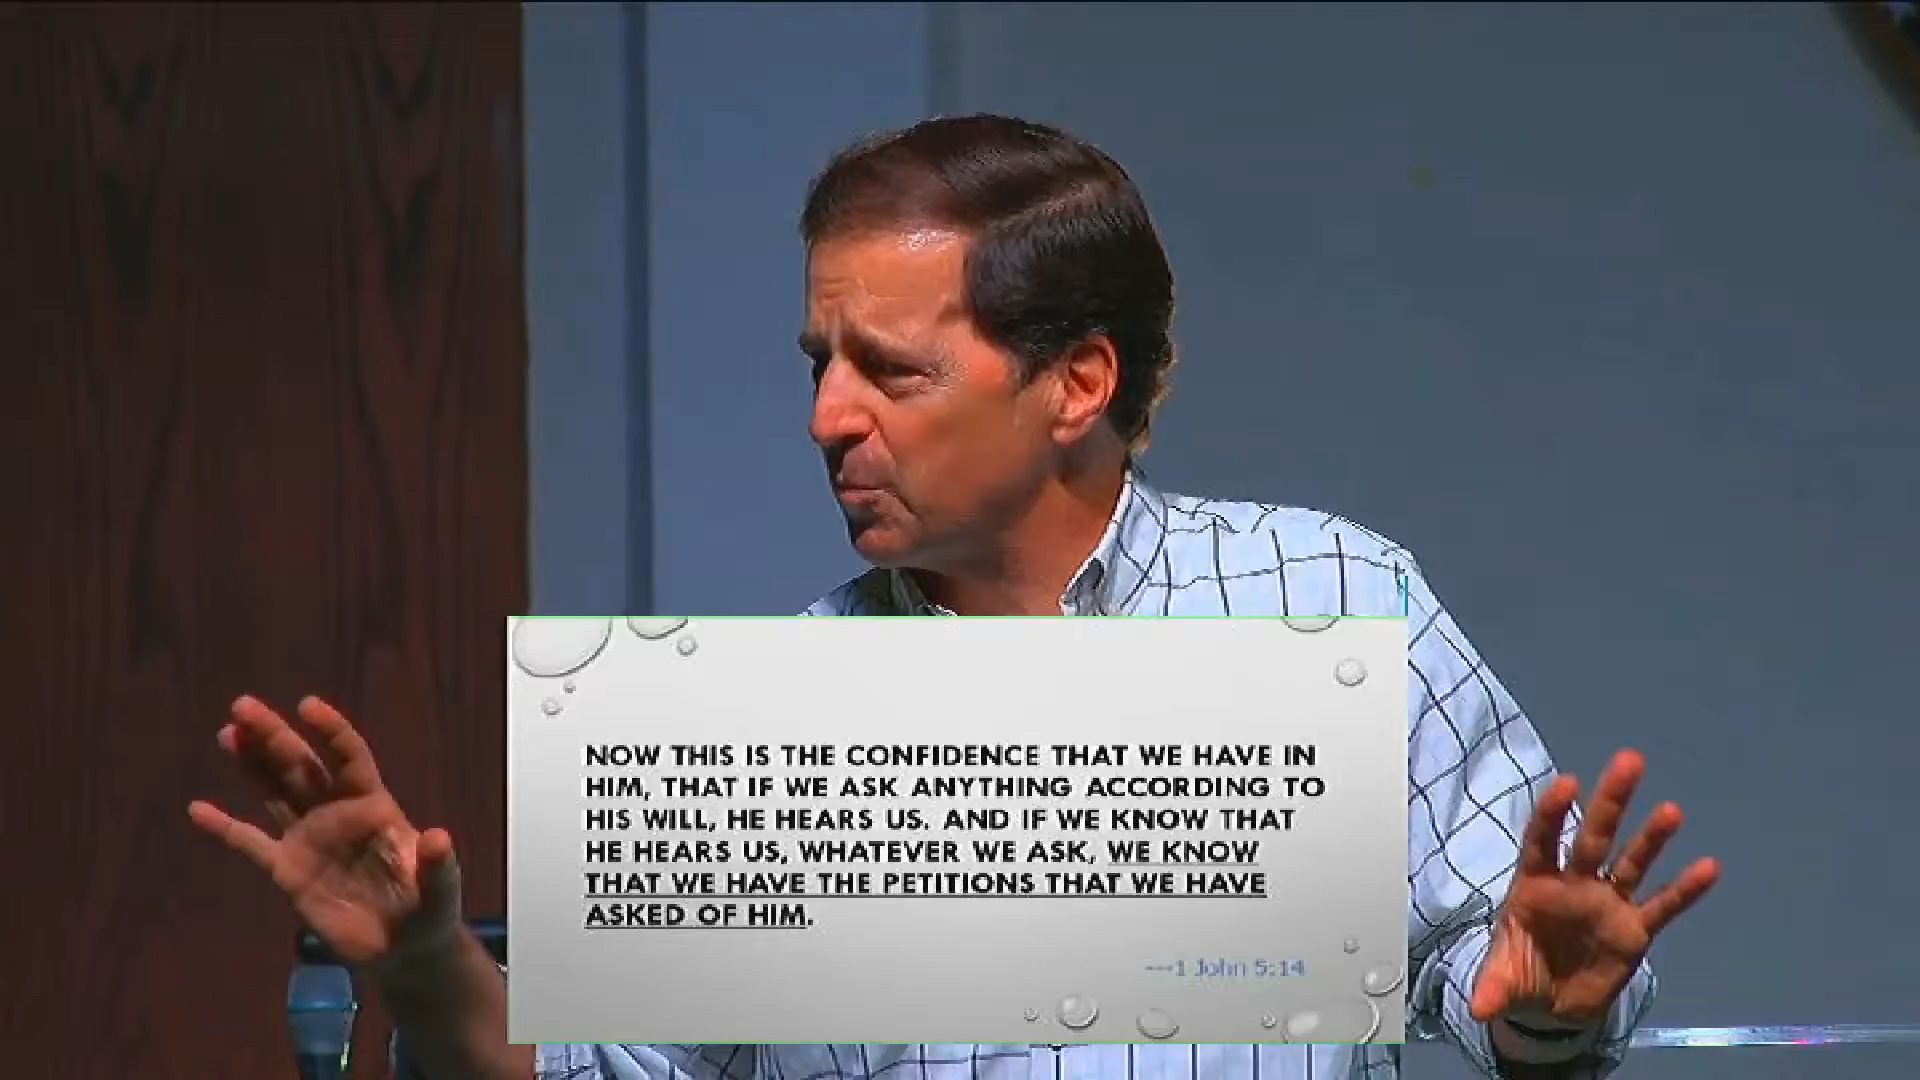 NOW THIS IS THE CONFIDENCE THAT WE HAVE IN
HIM, THAT IF WE ASK ANYTHING ACCORDING TO
HIS WILL, HE HEARS US. AND IF WE KNOW THAT
HE HEARS US, WHATEVER WE ASK, WE KNOW
THAT WE HAVE THE PETITIONS THAT WE HAVE
ASKED OF HIM.
---1 John 5:14